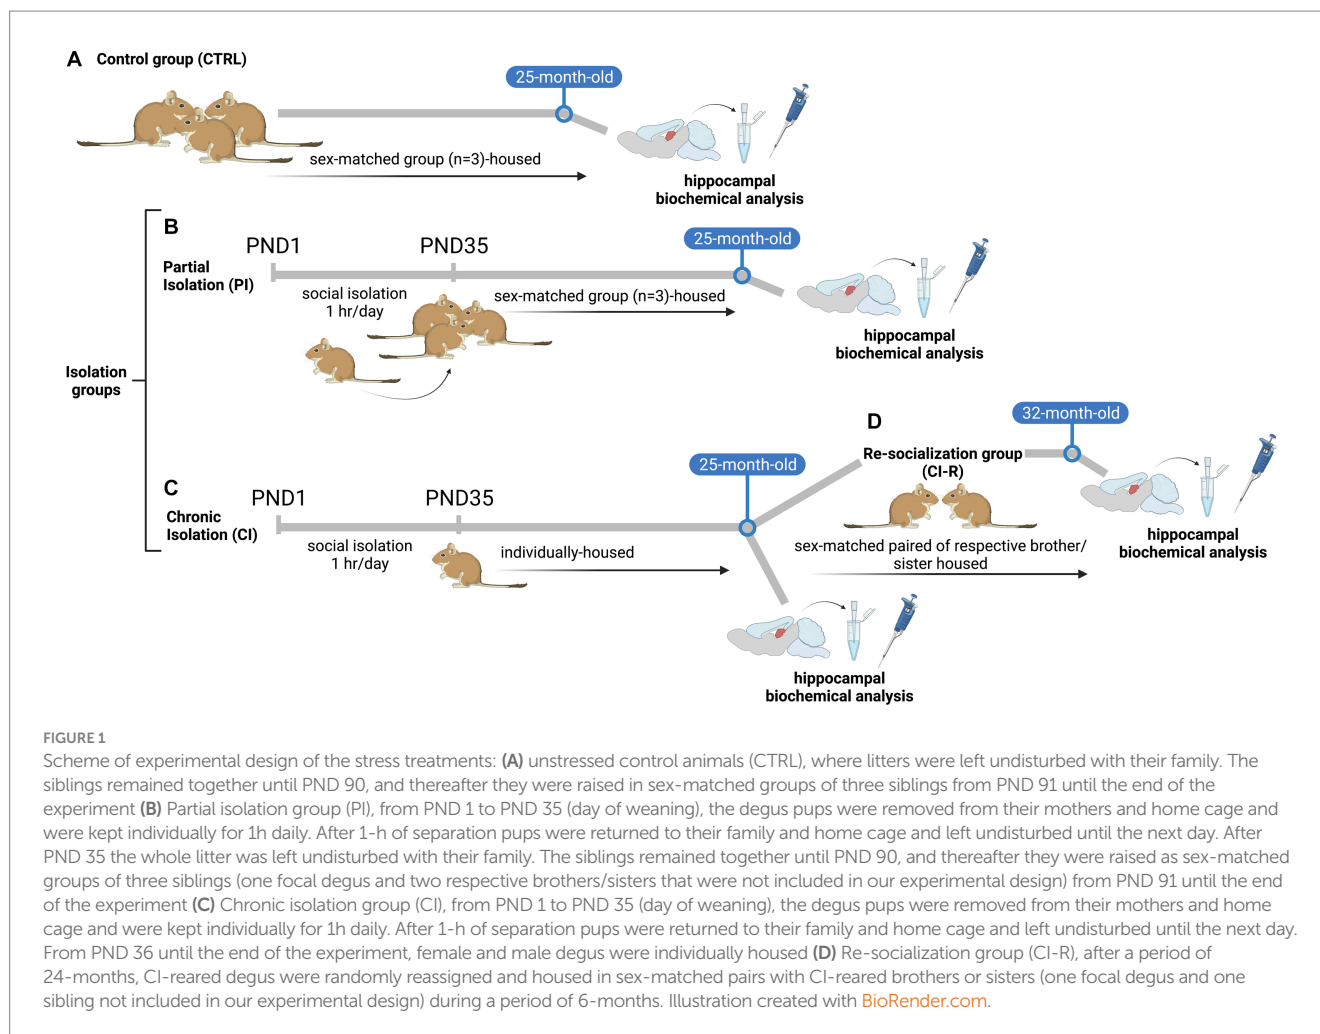 A Control group (CTRL)
25-month-old
sex-matched group (n=3)-housed
hippocampal
biochemical analysis
Isolation
groups
B
Partial
Isolation (PI)
PND1
PND35
25-month-old
social isolation
1 hr/day
sex-matched group (n=3)-housed
hippocampal
biochemical analysis
C
Chronic
Isolation (CI)
PND1
PND35
25-month-old
social isolation
1 hr/day
individually-housed
hippocampal
biochemical analysis
D
Re-socialization group
(CI-R)
32-month-old
sex-matched paired of respective brother/
sister housed
hippocampal
biochemical analysis
FIGURE 1
Scheme of experimental design of the stress treatments: (A) unstressed control animals (CTRL), where litters were left undisturbed with their family. The
siblings remained together until PND 90, and thereafter they were raised in sex-matched groups of three siblings from PND 91 until the end of the
experiment (B) Partial isolation group (PI), from PND 1 to PND 35 (day of weaning), the degus pups were removed from their mothers and home cage and
were kept individually for 1h daily. After 1-h of separation pups were returned to their family and home cage and left undisturbed until the next day. After
PND 35 the whole litter was left undisturbed with their family. The siblings remained together until PND 90, and thereafter they were raised as sex-matched
groups of three siblings (one focal degus and two respective brothers/sisters that were not included in our experimental design) from PND 91 until the end
of the experiment (C) Chronic isolation group (CI), from PND 1 to PND 35 (day of weaning), the degus pups were removed from their mothers and home
cage and were kept individually for 1h daily. After 1-h of separation pups were returned to their family and home cage and left undisturbed until the next day.
From PND 36 until the end of the experiment, female and male degus were individually housed (D) Re-socialization group (CI-R), after a period of
24-months, CI-reared degus were randomly reassigned and housed in sex-matched pairs with CI-reared brothers or sisters (one focal degus and one
sibling not included in our experimental design) during a period of 6-months. Illustration created with BioRender.com.